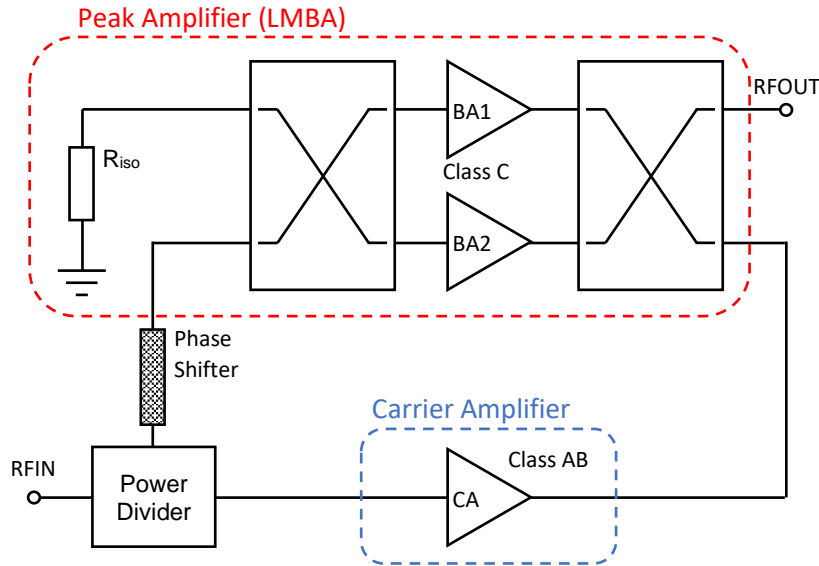 Peak Amplifier (LMBA)
RFOUT
BA1
Riso
Class C
BA2
Phase
Shifter
Carrier Amplifier
RFIN
Class AB
Power
Divider
CA